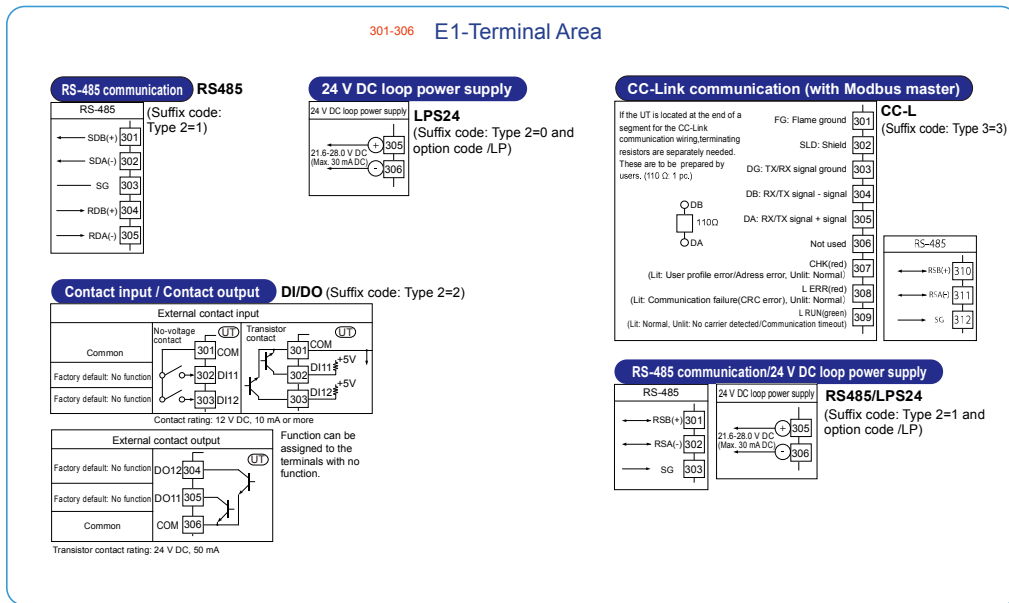 301-306 E1-Terminal Area
RS-485 communication RS485
(Suffix code:
Type 2=1)
RS-485
SDB(+) 301
SDA(-) 302
SG 303
RDB(+) 304
RDA(-) 305
24 V DC loop power supply
24 V DC loop power supply
LPS24
(Suffix code: Type 2=0 and
option code /LP)
21.6-28.0 V DC
(Max. 30 mA DC)
+ 305
- 306
CC-Link communication (with Modbus master)
CC-L
(Suffix code: Type 3=3)
If the UT is located at the end of a
segment for the CC-Link
communication wiring,terminating
resistors are separately needed.
These are to be prepared by
users. (110 Ω: 1 pc.)
DB
110Ω
DA
FG: Flame ground 301
SLD: Shield 302
DG: TX/RX signal ground 303
DB: RX/TX signal - signal 304
DA: RX/TX signal + signal 305
Not used 306
CHK(red)
(Lit: User profile error/Adress error, Unlit: Normal) 307
L ERR(red)
(Lit: Communication failure(CRC error), Unlit: Normal) 308
L RUN(green)
(Lit: Normal, Unlit: No carrier detected/Communication timeout) 309
RS-485
RSB(+) 310
RSA(-) 311
SG 312
Contact input / Contact output DI/DO (Suffix code: Type 2=2)
External contact input
No-voltage
contact
UT
Transistor
contact
UT
Common
301 COM
301 COM
Factory default: No function
302 DI11
302 DI11 +5V
Factory default: No function
303 DI12
303 DI12 +5V
Contact rating: 12 V DC, 10 mA or more
External contact output
UT
Factory default: No function DO12 304
Factory default: No function DO11 305
Common COM 306
Function can be
assigned to the
terminals with no
function.
Transistor contact rating: 24 V DC, 50 mA
RS-485 communication/24 V DC loop power supply
RS-485
RSB(+) 301
RSA(-) 302
SG 303
24 V DC loop power supply
21.6-28.0 V DC
(Max. 30 mA DC)
+ 305
- 306
RS485/LPS24
(Suffix code: Type 2=1 and
option code /LP)